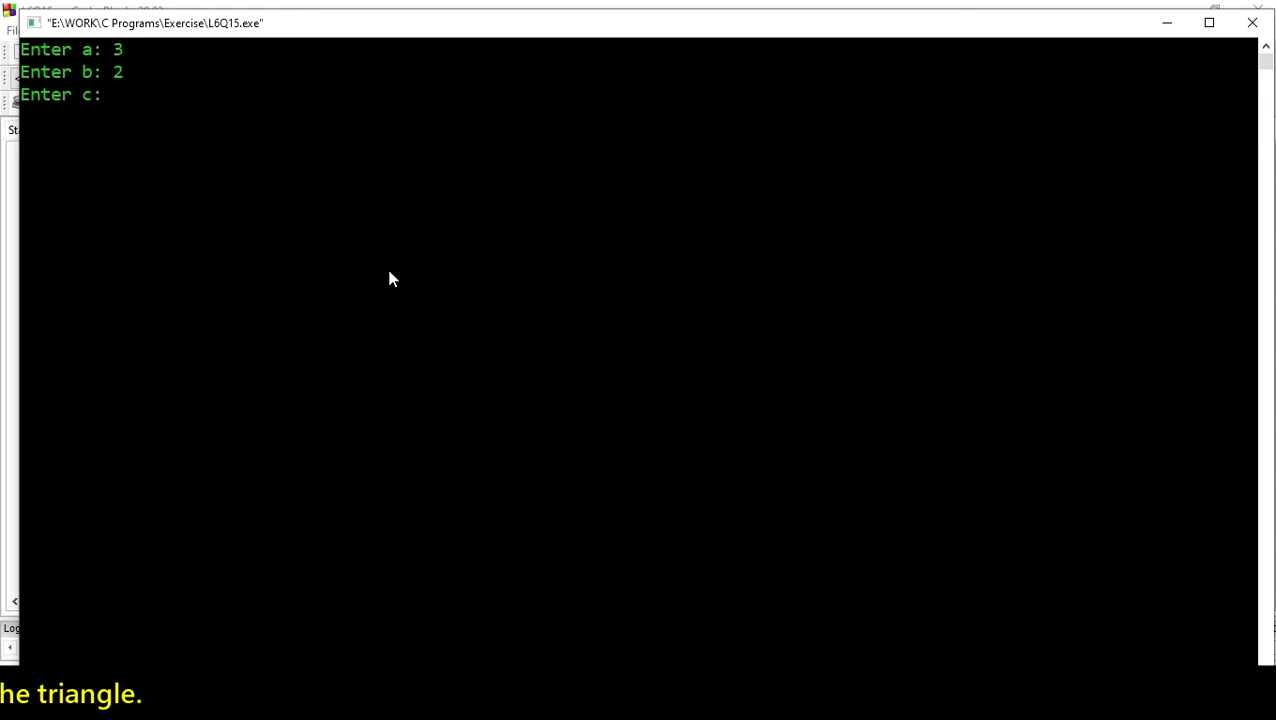 "E:\WORK\C Programs\Exercise\L6Q15.exe"
Enter a: 3
Enter b: 2
Enter c:
he triangle.